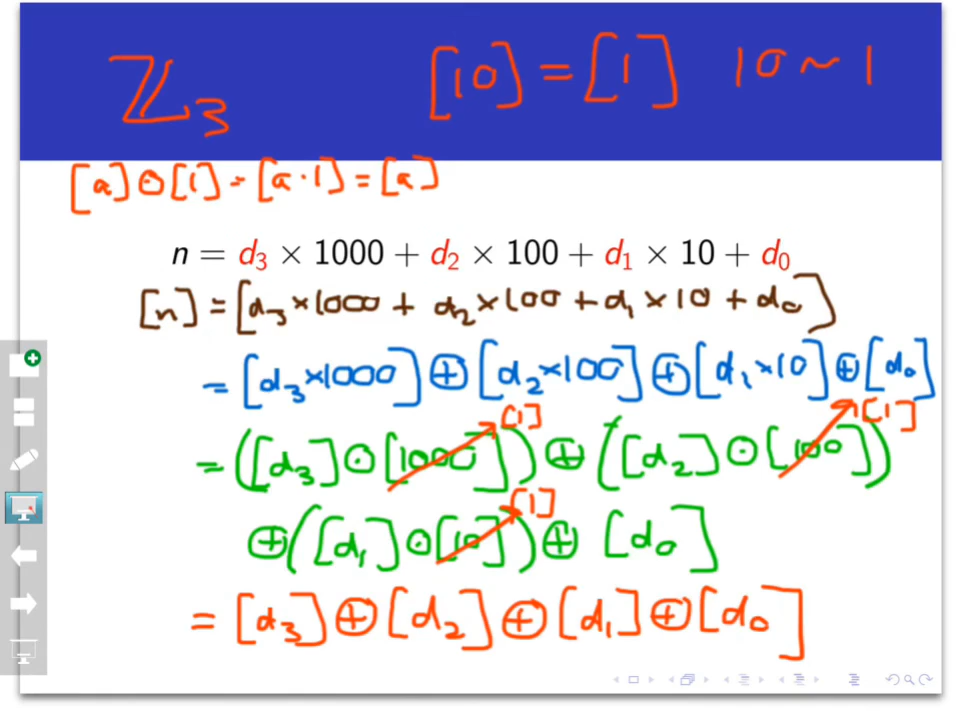 ℤ₃ [10] = [1] 10 ~ 1
[a] ⊙ [1] = [a · 1] = [a]
n = d₃ × 1000 + d₂ × 100 + d₁ × 10 + d₀
[n] = [d₃ × 1000 + d₂ × 100 + d₁ × 10 + d₀]
= [d₃ × 1000] ⊕ [d₂ × 100] ⊕ [d₁ × 10] ⊕ [d₀]
[1] [1]
= ([d₃] ⊙ [1000]) ⊕ ([d₂] ⊙ [100])
[1]
⊕ ([d₁] ⊙ [10]) ⊕ [d₀]
= [d₃] ⊕ [d₂] ⊕ [d₁] ⊕ [d₀]